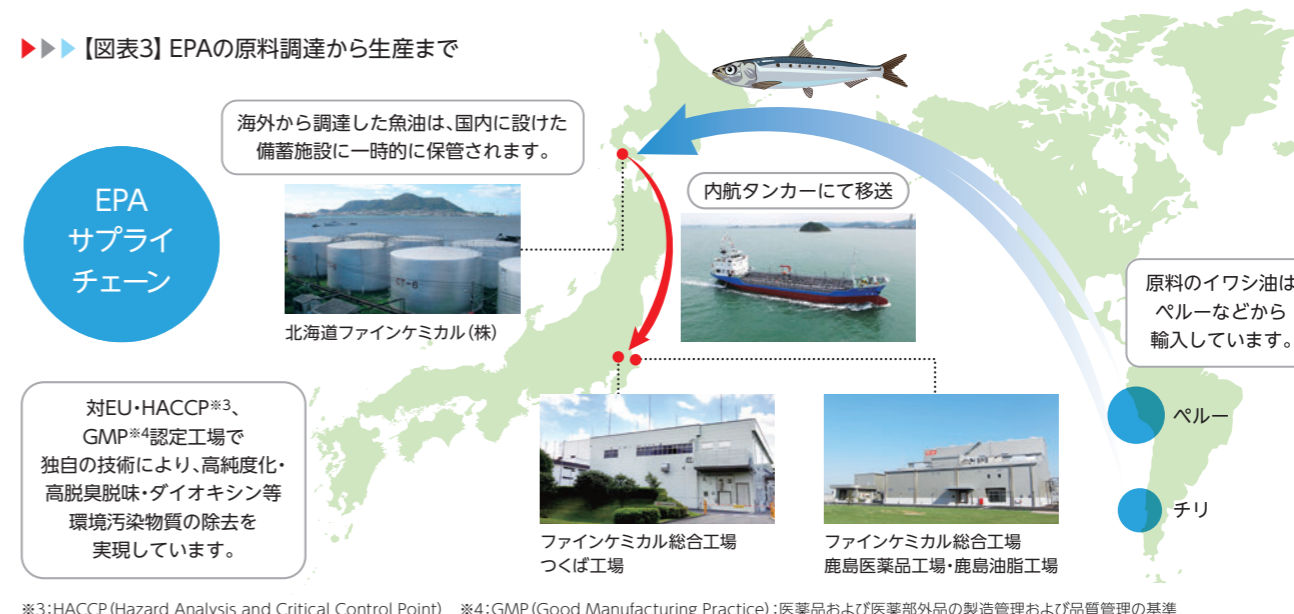 【図表3】EPAの原料調達から生産まで
海外から調達した魚油は、国内に設けた
備蓄施設に一時的に保管されます。
EPA
サプライ
チェーン
CT-6
北海道ファインケミカル(株)
内航タンカーにて移送
原料のイワシ油は
ペルーなどから
輸入しています。
ペルー
チリ
対EU・HACCP※3、
GMP※4認定工場で
独自の技術により、高純度化・
高脱臭脱味・ダイオキシン等
環境汚染物質の除去を
実現しています。
ファインケミカル総合工場
つくば工場
ファインケミカル総合工場
鹿島医薬品工場・鹿島油脂工場
※3:HACCP(Hazard Analysis and Critical Control Point) ※4:GMP(Good Manufacturing Practice):医薬品および医薬部外品の製造管理および品質管理の基準